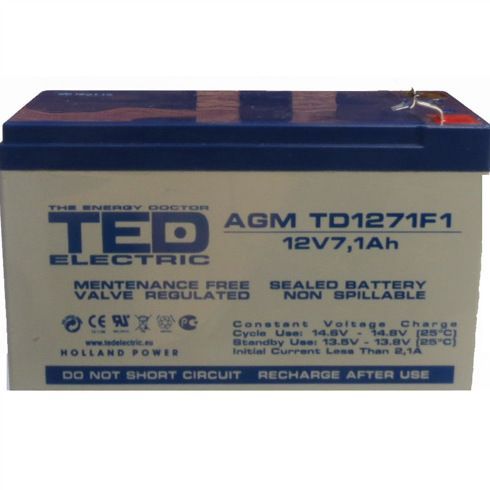 THE ENERGY DOCTOR
TED
ELECTRIC
AGM TD1271F1
12V7,1Ah
MENTENANCE FREE
VALVE REGULATED
SEALED BATTERY
NON SPILLABLE
www.tedelectric.eu
HOLLAND POWER
Constant Voltage Charge
Cycle Use: 14.6V - 14.8V (25°C)
Standby Use: 13.5V - 13.8V (25°C)
Initial Current Less Than 2,1A
DO NOT SHORT CIRCUIT RECHARGE AFTER USE